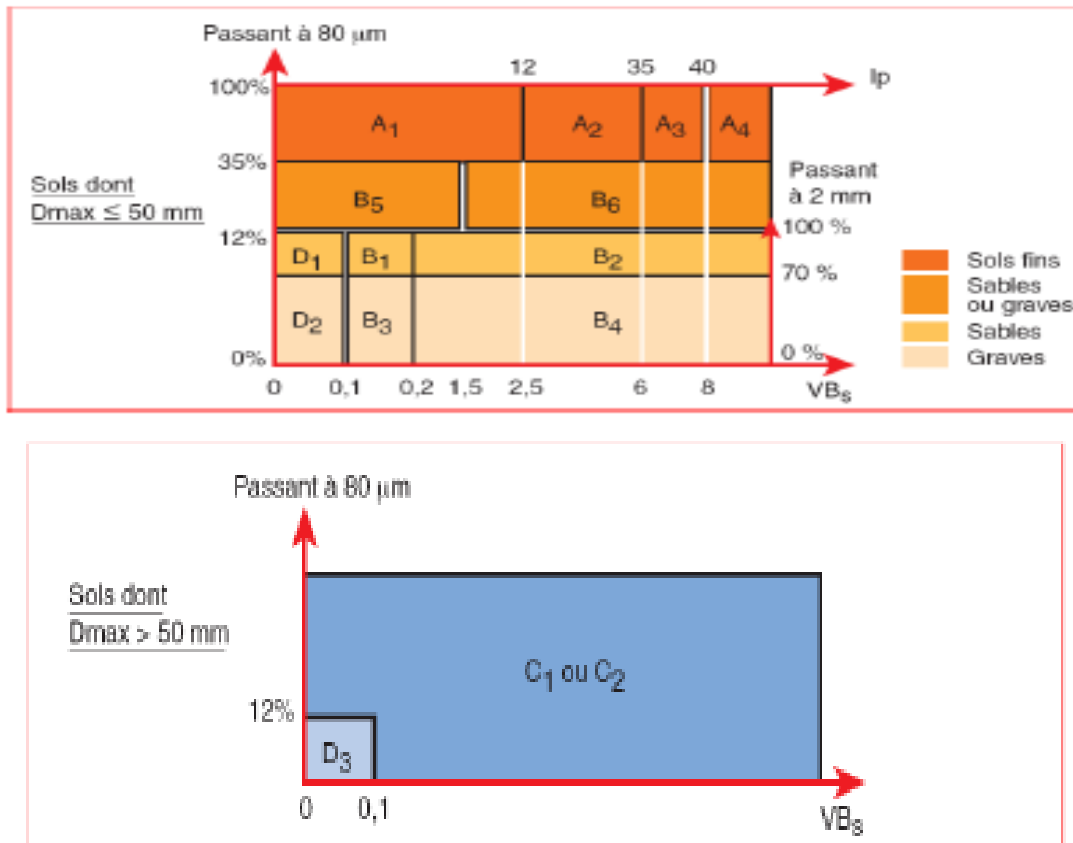 Passant à 80 μm
12 35 40 Ip
100%
A1 A2 A3 A4
35%
Passant
à 2 mm
Sols dont
Dmax ≤ 50 mm
B5 B6
100 %
12%
D1 B1 B2
70 %
D2 B3 B4
0% 0 %
0 0,1 0,2 1,5 2,5 6 8 VBs
Sols fins
Sables
ou graves
Sables
Graves
Passant à 80 μm
Sols dont
Dmax > 50 mm
C1 ou C2
12%
D3
0 0,1 VBs